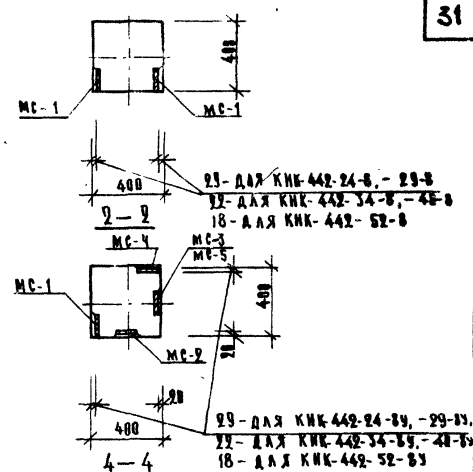 31
400
МС-1
МС-1
400
29-ДЛЯ КНК-442-24-8, -29-8
22-ДЛЯ КНК-442-34-8, -48-8
18-ДЛЯ КНК-442-52-8
2-2
МС-4
МС-3
МС-5
МС-1
400
20
МС-2
20
400
29-ДЛЯ КНК-442-24-8У, -29-8У,
22-ДЛЯ КНК-442-34-8У, -48-8У
18-ДЛЯ КНК-442-52-8У
4-4